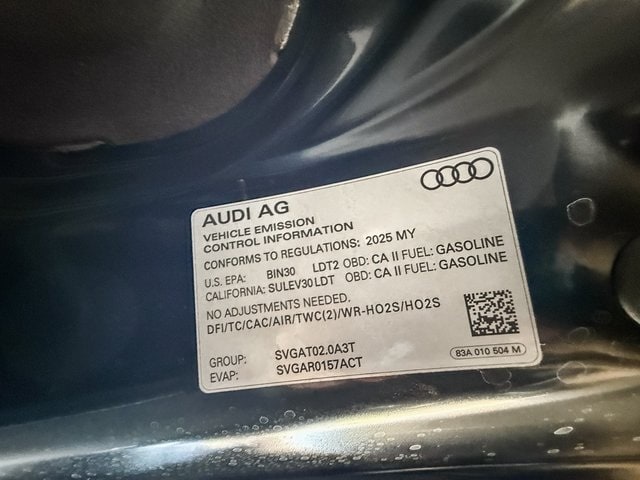 AUDI AG
VEHICLE EMISSION
CONTROL INFORMATION
CONFORMS TO REGULATIONS: 2025 MY
U.S. EPA: BIN30 LDT2 OBD: CA II FUEL: GASOLINE
CALIFORNIA: SULEV30 LDT OBD: CA II FUEL: GASOLINE
NO ADJUSTMENTS NEEDED.
DFI/TC/CAC/AIR/TWC(2)/WR-HO2S/HO2S
GROUP: SVGAT02.0A3T
EVAP: SVGAR0157ACT
83A 010 504 M